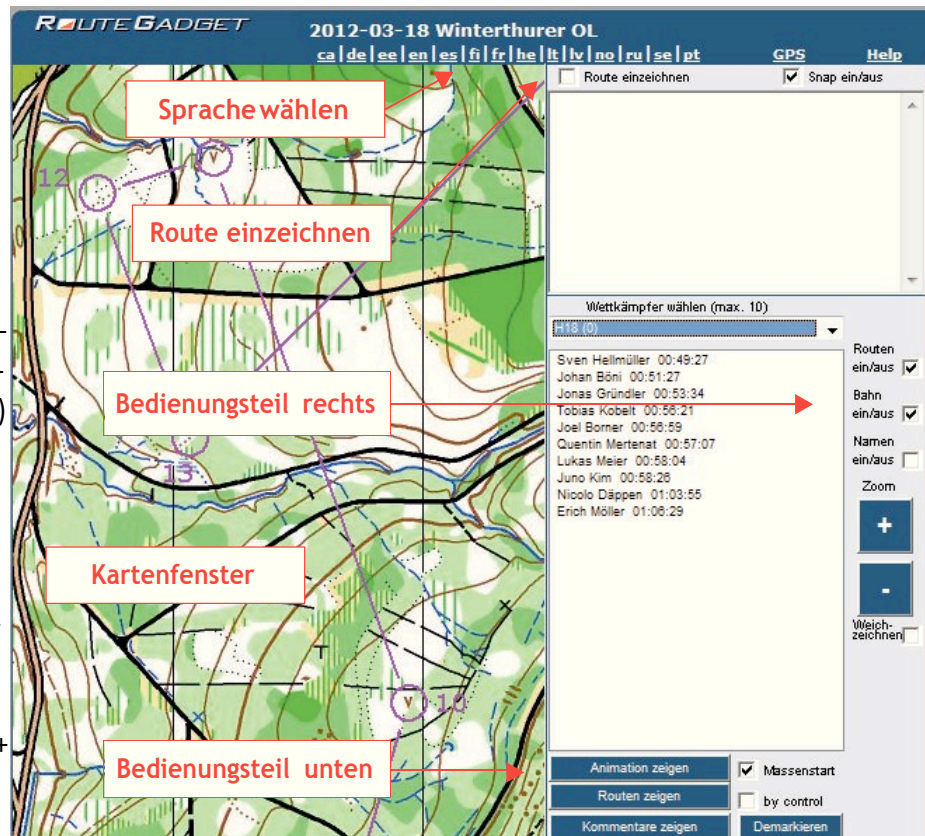 ROUTEGADGET
2012-03-18 Winterthurer OL
ca|de|ee|en|es|fi|fr|he|lt|lv|no|ru|se|pt GPS Help
Route einzeichnen Snap ein/aus
Sprache wählen
12
Route einzeichnen
Wettkämpfer wählen (max. 10)
H18 (0)
Sven Hellmüller 00:49:27
Johan Böni 00:51:27
Jonas Gründler 00:53:34
Tobias Kobelt 00:56:21
Joel Borner 00:56:59
Quentin Mertenat 00:57:07
Lukas Meier 00:58:04
Juno Kim 00:58:26
Nicolo Däppen 01:03:55
Erich Möller 01:06:29
Routen
ein/aus
Bahn
ein/aus
Namen
ein/aus
Zoom
+
-
Weich-
zeichnen
Bedienungsteil rechts
13
Kartenfenster
10
Bedienungsteil unten
Animation zeigen Massenstart
Routen zeigen by control
Kommentare zeigen Demarkieren